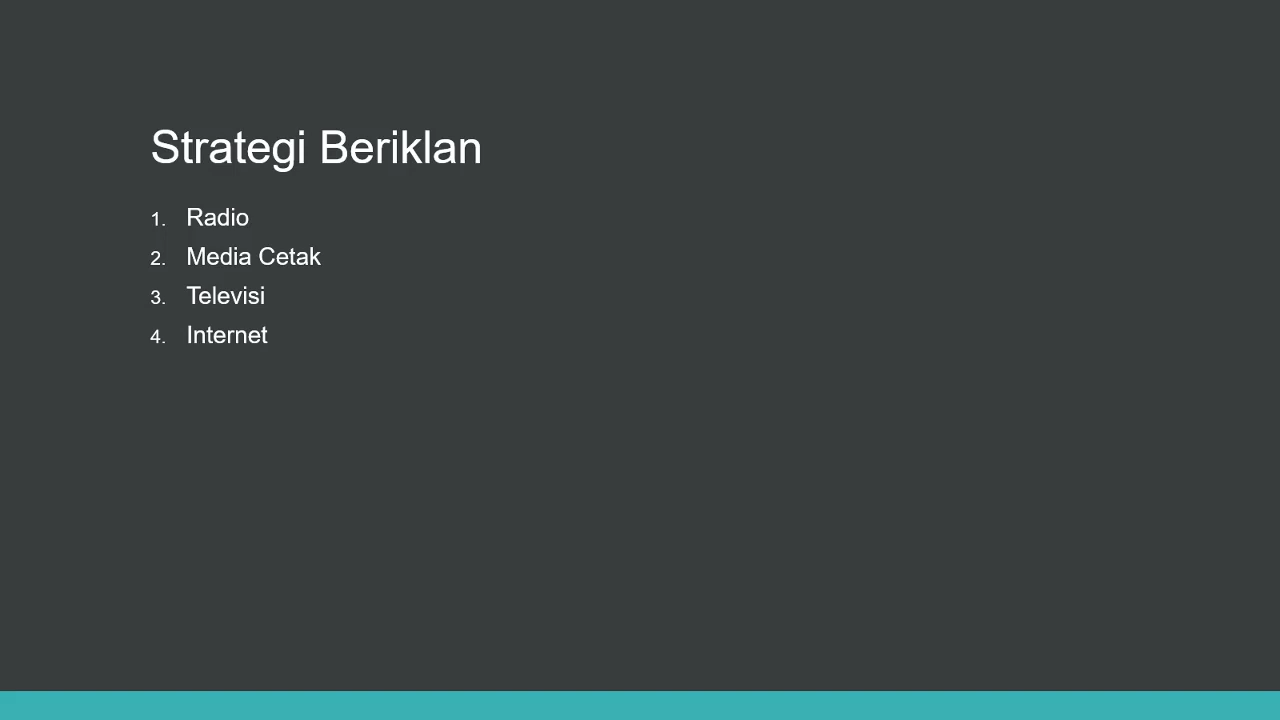 Strategi Beriklan
1. Radio
2. Media Cetak
3. Televisi
4. Internet